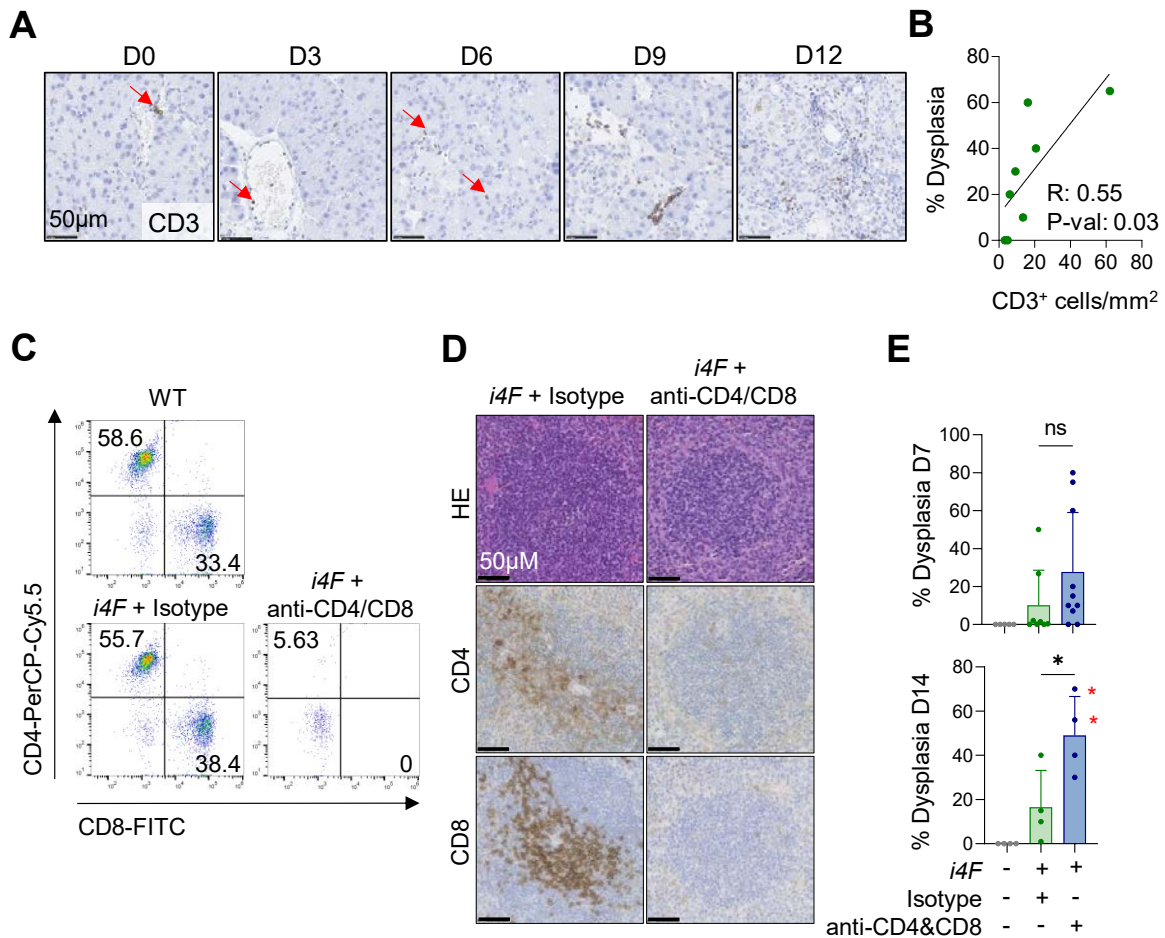 A
D0 D3 D6 D9 D12
50µm
CD3
B
% Dysplasia
80
60
40
20
0
R: 0.55
P-val: 0.03
0 20 40 60 80
CD3⁺ cells/mm²
C
WT
58.6
33.4
i4F + Isotype
55.7
38.4
i4F +
anti-CD4/CD8
5.63
0
CD4-PerCP-Cy5.5
CD8-FITC
D
i4F + Isotype
i4F +
anti-CD4/CD8
HE
50µM
CD4
CD8
E
% Dysplasia D7
100
80
60
40
20
0
ns
% Dysplasia D14
80
60
40
20
0
*
*
*
i4F - + +
Isotype - + -
anti-CD4&CD8 - - +